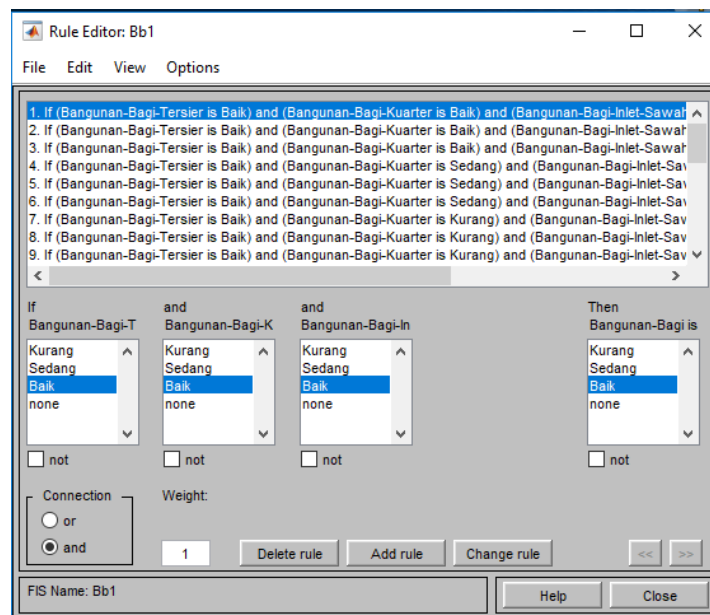 Rule Editor: Bb1
File Edit View Options
1. If (Bangunan-Bagi-Tersier is Baik) and (Bangunan-Bagi-Kuarter is Baik) and (Bangunan-Bagi-Inlet-Sawah
2. If (Bangunan-Bagi-Tersier is Baik) and (Bangunan-Bagi-Kuarter is Baik) and (Bangunan-Bagi-Inlet-Sawah
3. If (Bangunan-Bagi-Tersier is Baik) and (Bangunan-Bagi-Kuarter is Baik) and (Bangunan-Bagi-Inlet-Sawah
4. If (Bangunan-Bagi-Tersier is Baik) and (Bangunan-Bagi-Kuarter is Sedang) and (Bangunan-Bagi-Inlet-Sav
5. If (Bangunan-Bagi-Tersier is Baik) and (Bangunan-Bagi-Kuarter is Sedang) and (Bangunan-Bagi-Inlet-Sav
6. If (Bangunan-Bagi-Tersier is Baik) and (Bangunan-Bagi-Kuarter is Sedang) and (Bangunan-Bagi-Inlet-Sav
7. If (Bangunan-Bagi-Tersier is Baik) and (Bangunan-Bagi-Kuarter is Kurang) and (Bangunan-Bagi-Inlet-Sav
8. If (Bangunan-Bagi-Tersier is Baik) and (Bangunan-Bagi-Kuarter is Kurang) and (Bangunan-Bagi-Inlet-Sav
9. If (Bangunan-Bagi-Tersier is Baik) and (Bangunan-Bagi-Kuarter is Kurang) and (Bangunan-Bagi-Inlet-Sav
If and and Then
Bangunan-Bagi-T Bangunan-Bagi-K Bangunan-Bagi-In Bangunan-Bagi is
Kurang Kurang Kurang Kurang
Sedang Sedang Sedang Sedang
Baik Baik Baik Baik
none none none none
not not not not
Connection Weight:
or
and 1 Delete rule Add rule Change rule << >>
FIS Name: Bb1 Help Close